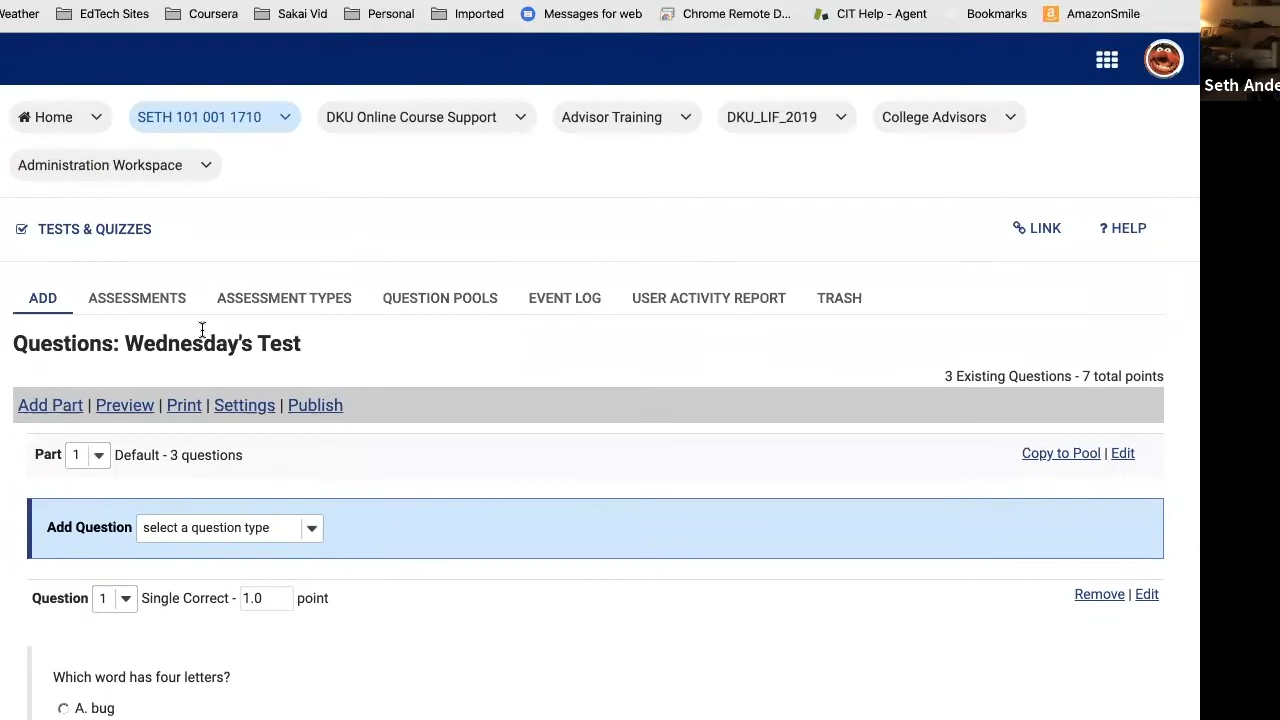 Weather EdTech Sites Coursera Sakai Vid Personal Imported Messages for web Chrome Remote D... CIT Help - Agent Bookmarks AmazonSmile
Seth Ande
Home SETH 101 001 1710 DKU Online Course Support Advisor Training DKU_LIF_2019 College Advisors
Administration Workspace
TESTS & QUIZZES LINK ? HELP
ADD ASSESSMENTS ASSESSMENT TYPES QUESTION POOLS EVENT LOG USER ACTIVITY REPORT TRASH
Questions: Wednesday's Test
3 Existing Questions - 7 total points
Add Part | Preview | Print | Settings | Publish
Part 1 Default - 3 questions Copy to Pool | Edit
Add Question select a question type
Question 1 Single Correct - 1.0 point Remove | Edit
Which word has four letters?
A. bug